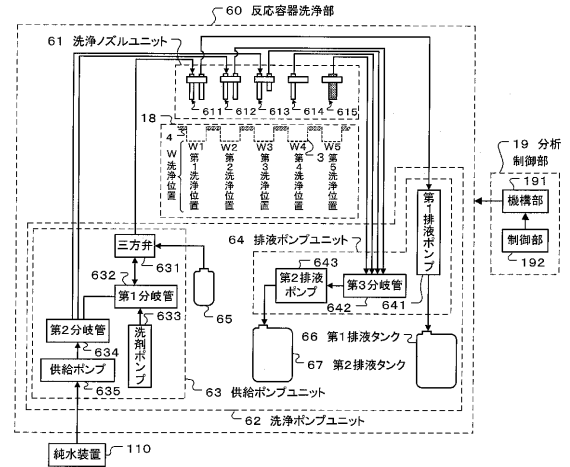 60 反応容器洗浄部
61 洗浄ノズルユニット
611 612 613 614 615
18
4
3
W 洗浄位置
W1 第1洗浄位置
W2 第2洗浄位置
W3 第3洗浄位置
W4 第4洗浄位置
W5 第5洗浄位置
19 分析制御部
191
機構部
制御部
192
三方弁
631
632
第1分岐管
633
洗剤ポンプ
第2分岐管
634
供給ポンプ
635
65
64 排液ポンプユニット
643
第2排液ポンプ
第3分岐管
642
第1排液ポンプ
641
66 第1排液タンク
67 第2排液タンク
63 供給ポンプユニット
62 洗浄ポンプユニット
純水装置
110